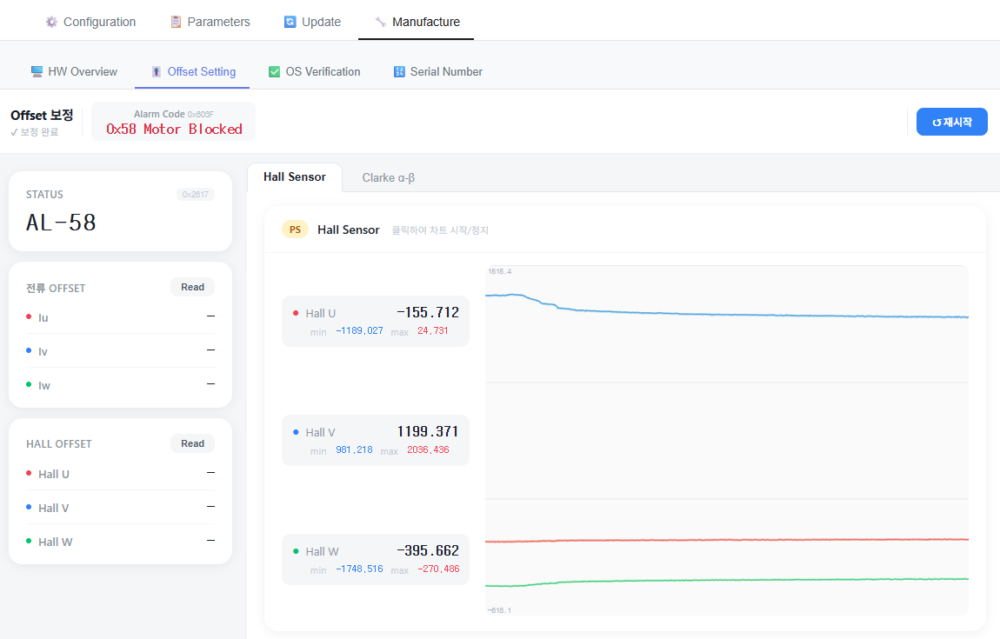 Configuration
Parameters
Update
Manufacture
HW Overview
Offset Setting
OS Verification
Serial Number
Offset 보정
✓ 보정 완료
Alarm Code 0x603F
0x58 Motor Blocked
↺ 재시작
STATUS
0x2617
AL-58
전류 OFFSET
Read
Iu
—
Iv
—
Iw
—
HALL OFFSET
Read
Hall U
—
Hall V
—
Hall W
—
Hall Sensor
Clarke α-β
PS
Hall Sensor
클릭하여 차트 시작/정지
Hall U
-155.712
min -1189,027 max 24,731
Hall V
1199.371
min 981,218 max 2036,436
Hall W
-395.662
min -1748,516 max -270,486
1515.4
-618.1